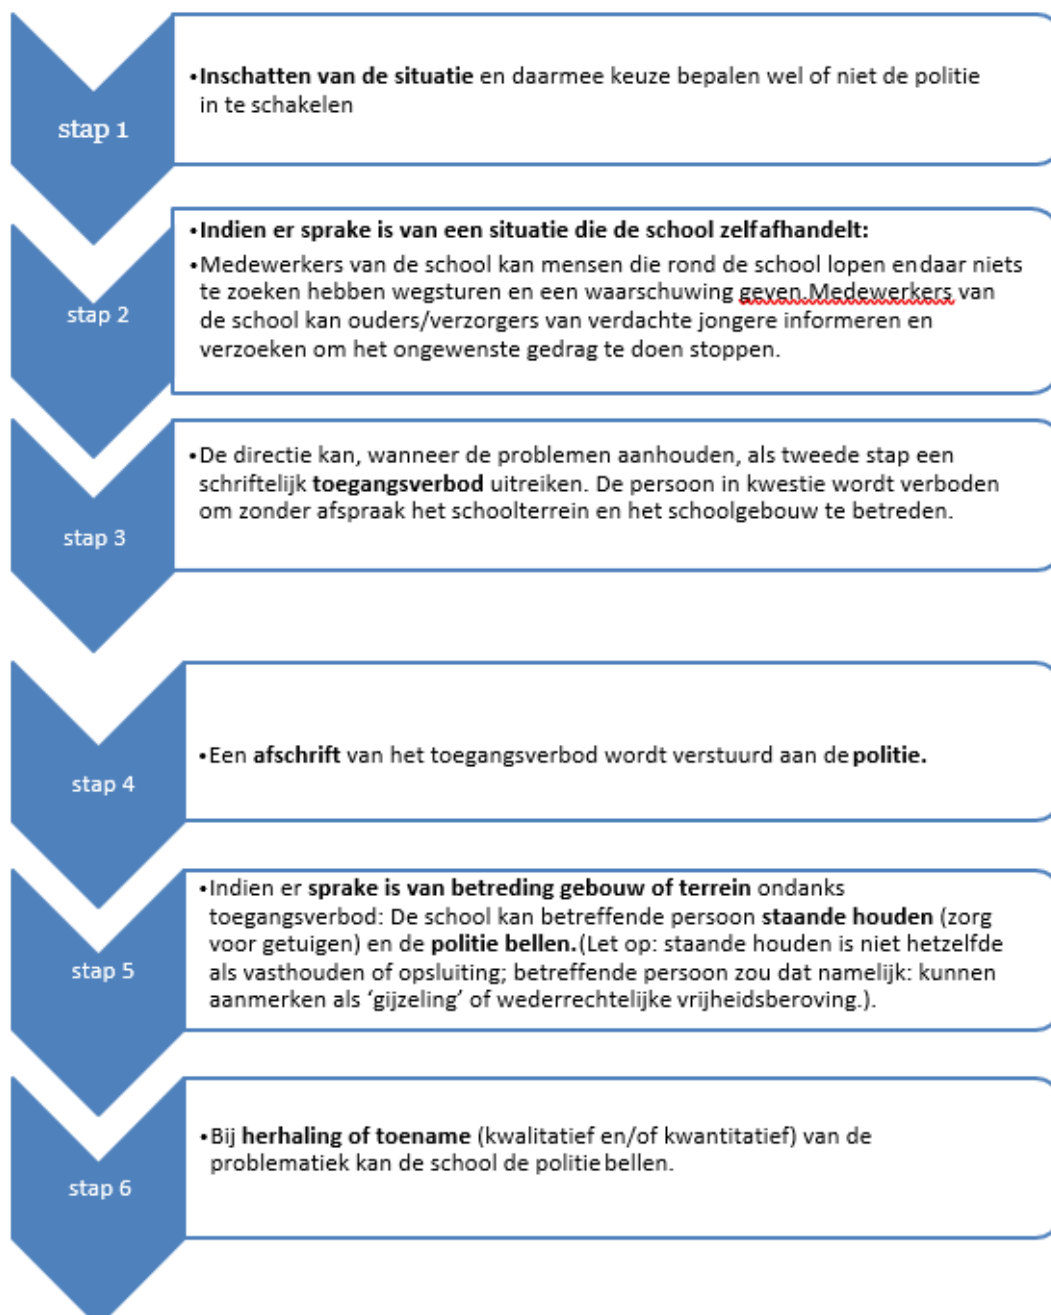 stap 1
•Inschatten van de situatie en daarmee keuze bepalen wel of niet de politie
in te schakelen
stap 2
•Indien er sprake is van een situatie die de school zelfafhandelt:
•Medewerkers van de school kan mensen die rond de school lopen endaar niets
te zoeken hebben wegsturen en een waarschuwing geven.Medewerkers van
de school kan ouders/verzorgers van verdachte jongere informeren en
verzoeken om het ongewenste gedrag te doen stoppen.
stap 3
•De directie kan, wanneer de problemen aanhouden, als tweede stap een
schriftelijk toegangsverbod uitreiken. De persoon in kwestie wordt verboden
om zonder afspraak het schoolterrein en het schoolgebouw te betreden.
stap 4
•Een afschrift van het toegangsverbod wordt verstuurd aan de politie.
stap 5
•Indien er sprake is van betreding gebouw of terrein ondanks
toegangsverbod: De school kan betreffende persoon staande houden (zorg
voor getuigen) en de politie bellen.(Let op: staande houden is niet hetzelfde
als vasthouden of opsluiting; betreffende persoon zou dat namelijk: kunnen
aanmerken als ‘gijzeling’ of wederrechtelijke vrijheidsberoving.).
stap 6
•Bij herhaling of toename (kwalitatief en/of kwantitatief) van de
problematiek kan de school de politie bellen.